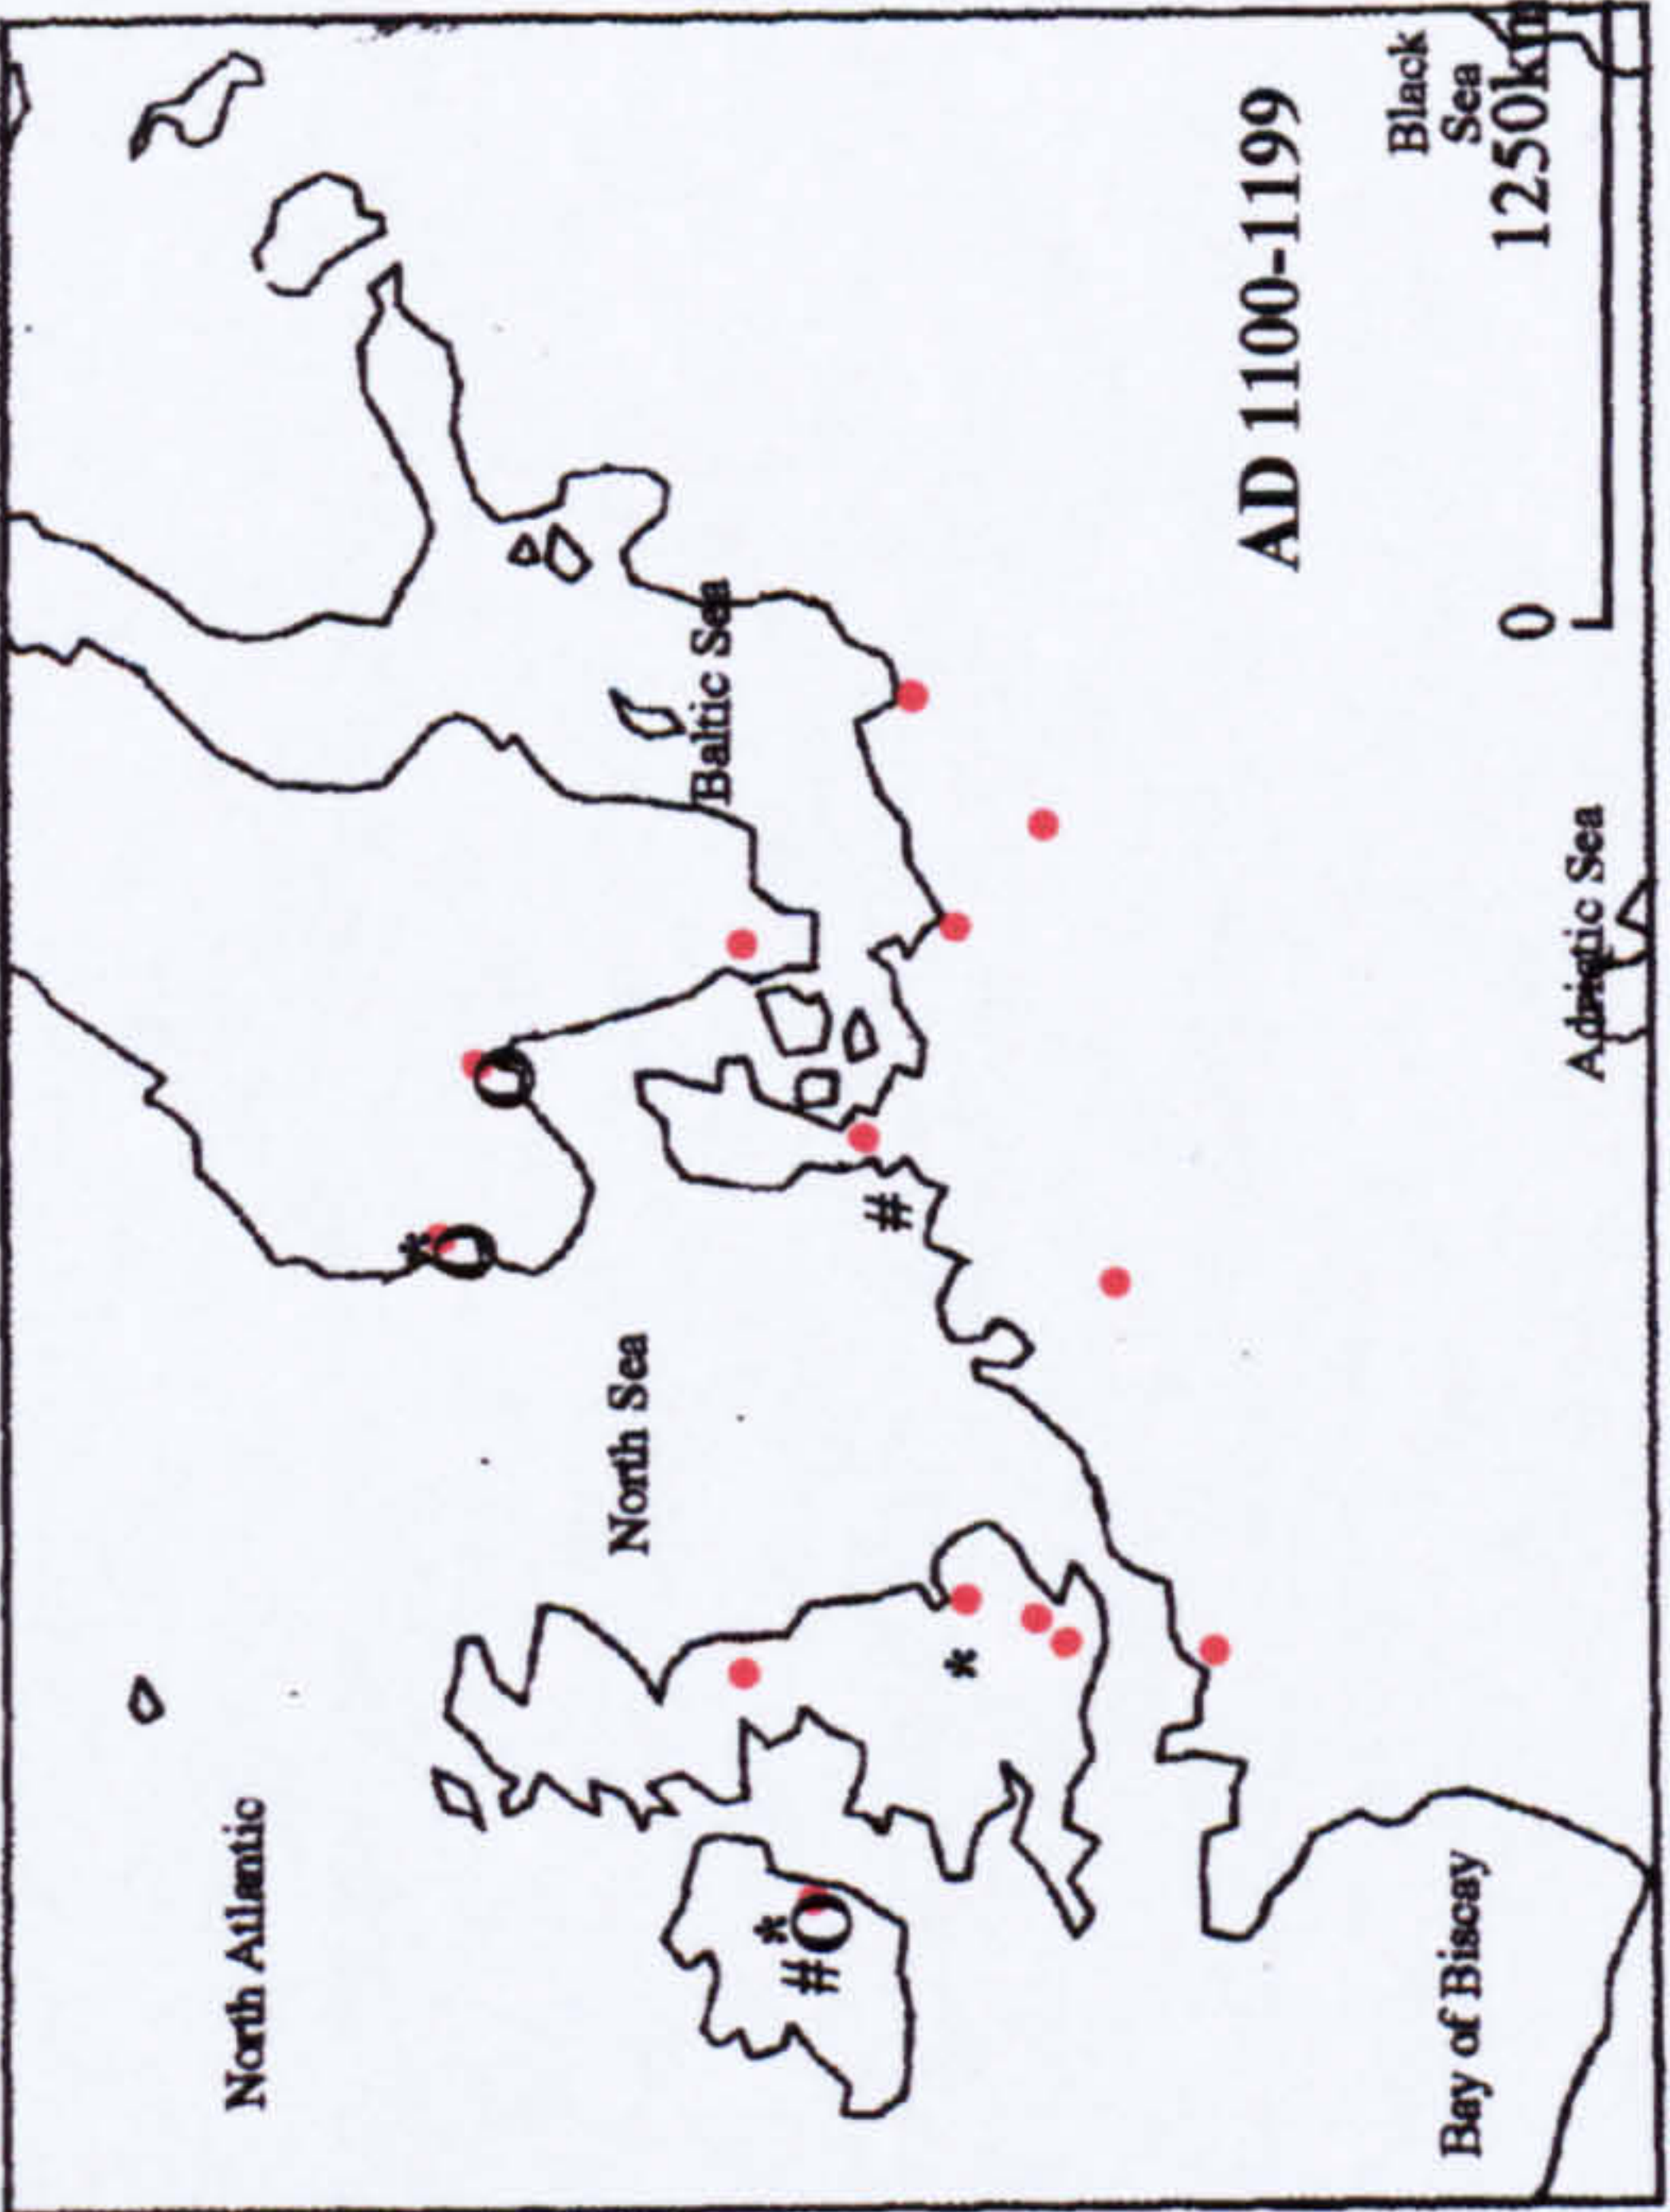 North Atlantic
North Sea
Baltic Sea
AD 1100-1199
Black
Sea
Bay of Biscay
Adriatic Sea
0
1250km
*
O
O
*
#
O
*
#